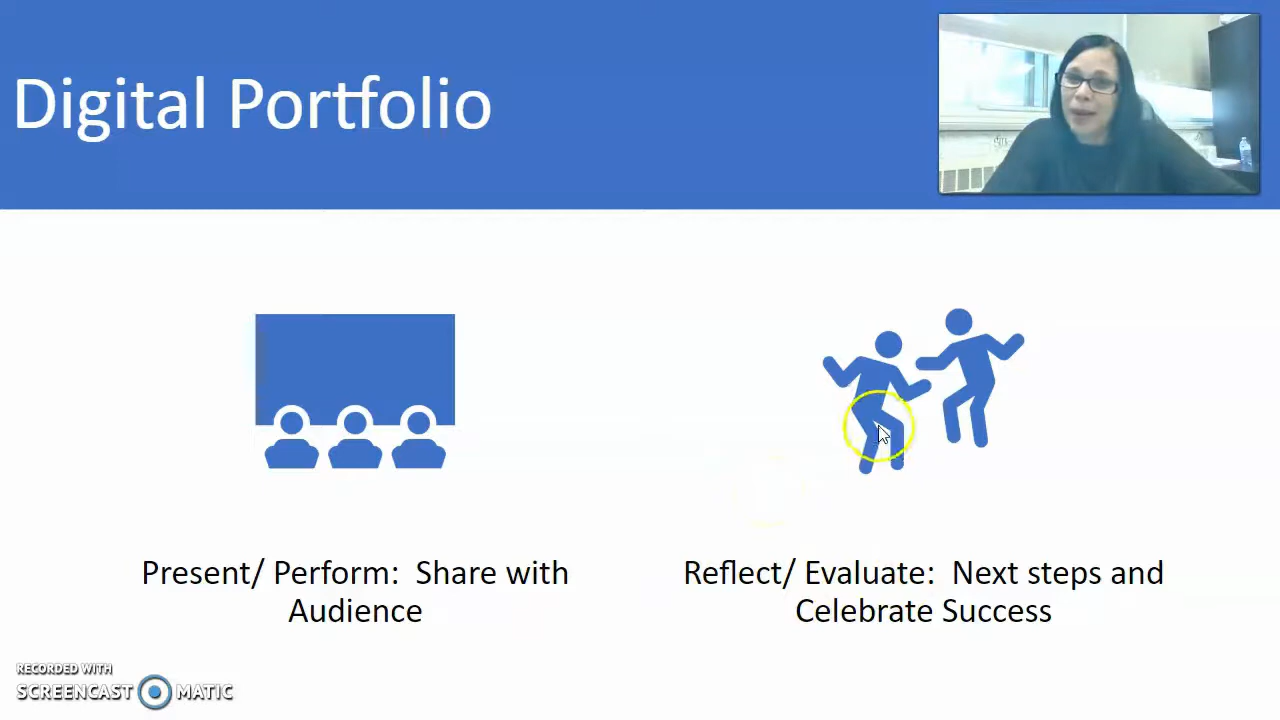 Digital Portfolio
Present/ Perform:  Share with
Audience
Reflect/ Evaluate:  Next steps and
Celebrate Success
RECORDED WITH
SCREENCAST MATIC